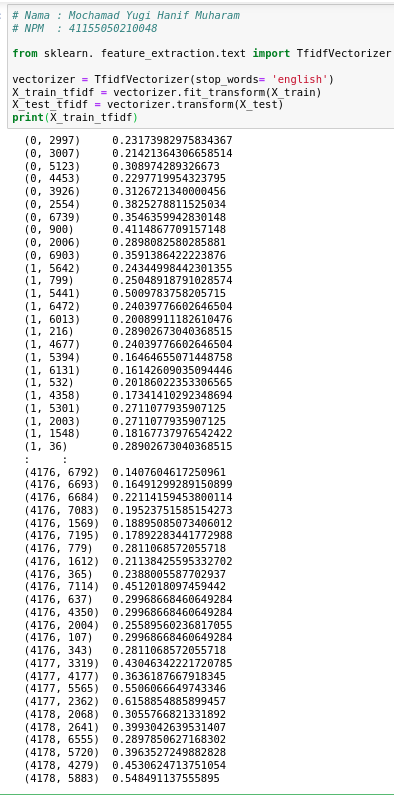 # Nama : Mochamad Yugi Hanif Muharam
# NPM  : 41155050210048
from sklearn. feature_extraction.text import TfidfVectorizer
vectorizer = TfidfVectorizer(stop_words= 'english')
X_train_tfidf = vectorizer.fit_transform(X_train)
X_test_tfidf = vectorizer.transform(X_test)
print(X_train_tfidf)
(0, 2997) 0.23173982975834367
(0, 3007) 0.21421364306658514
(0, 5123) 0.308974289326673
(0, 4453) 0.2297719954323795
(0, 3926) 0.3126721340000456
(0, 2554) 0.3825278811525034
(0, 6739) 0.3546359942830148
(0, 900) 0.4114867709157148
(0, 2006) 0.2898082580285881
(0, 6903) 0.3591386422223876
(1, 5642) 0.24344998442301355
(1, 799) 0.25048918791028574
(1, 5441) 0.5009783758205715
(1, 6472) 0.24039776602646504
(1, 6013) 0.20089911182610476
(1, 216) 0.28902673040368515
(1, 4677) 0.24039776602646504
(1, 5394) 0.16464655071448758
(1, 6131) 0.16142609035094446
(1, 532) 0.20186022353306565
(1, 4358) 0.17341410292348694
(1, 5301) 0.2711077935907125
(1, 2003) 0.2711077935907125
(1, 1548) 0.18167737976542422
(1, 36) 0.28902673040368515
: :
(4176, 6792) 0.1407604617250961
(4176, 6693) 0.16491299289150899
(4176, 6684) 0.22114159453800114
(4176, 7083) 0.19523751585154273
(4176, 1569) 0.18895085073406012
(4176, 7195) 0.17892283441772988
(4176, 779) 0.2811068572055718
(4176, 1612) 0.21138425595332702
(4176, 365) 0.2388005587702937
(4176, 7114) 0.4512018097459442
(4176, 637) 0.29968668460649284
(4176, 4350) 0.29968668460649284
(4176, 2004) 0.25589560236817055
(4176, 107) 0.29968668460649284
(4176, 343) 0.2811068572055718
(4177, 3319) 0.43046342221720785
(4177, 4177) 0.3636187667918345
(4177, 5565) 0.5506066649743346
(4177, 2362) 0.6158854885899457
(4178, 2068) 0.3055766821331892
(4178, 2641) 0.3993042639531407
(4178, 6555) 0.2897850627168302
(4178, 5720) 0.3963527249882828
(4178, 4279) 0.4530624713751054
(4178, 5883) 0.548491137555895